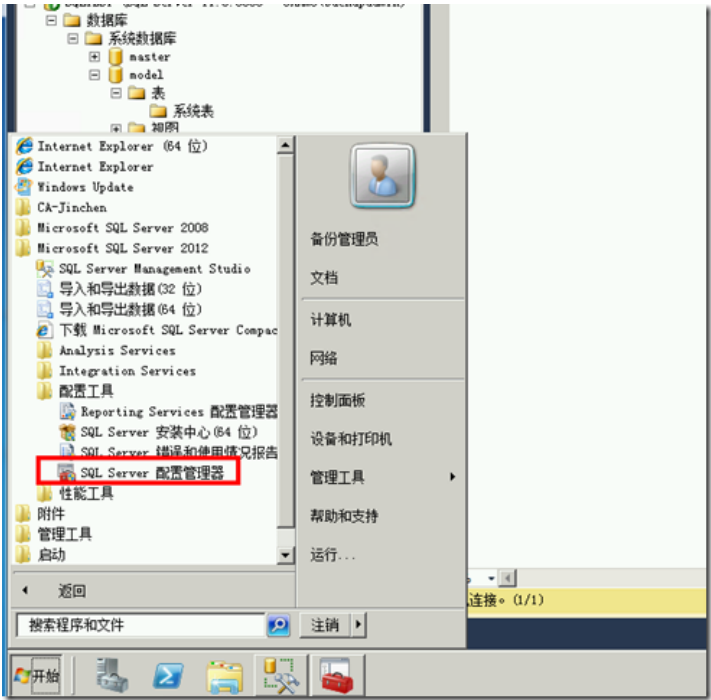 数据库
系统数据库
master
model
表
系统表
视图
Internet Explorer (64 位)
Internet Explorer
Windows Update
CA-Jinchen
Microsoft SQL Server 2008
Microsoft SQL Server 2012
SQL Server Management Studio
导入和导出数据(32 位)
导入和导出数据(64 位)
下载 Microsoft SQL Server Compac
Analysis Services
Integration Services
配置工具
Reporting Services 配置管理器
SQL Server 安装中心(64 位)
SQL Server 错误和使用情况报告
SQL Server 配置管理器
性能工具
附件
管理工具
启动
返回
搜索程序和文件
备份管理员
文档
计算机
网络
控制面板
设备和打印机
管理工具
帮助和支持
运行...
注销
连接。(1/1)
开始